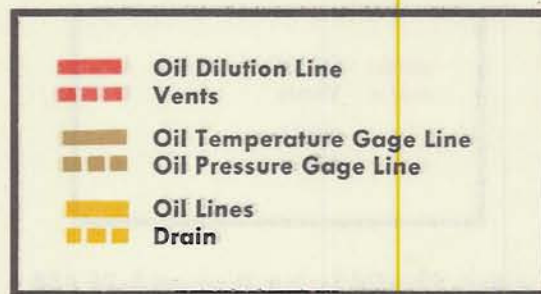 Oil Dilution Line
Vents
Oil Temperature Gage Line
Oil Pressure Gage Line
Oil Lines
Drain